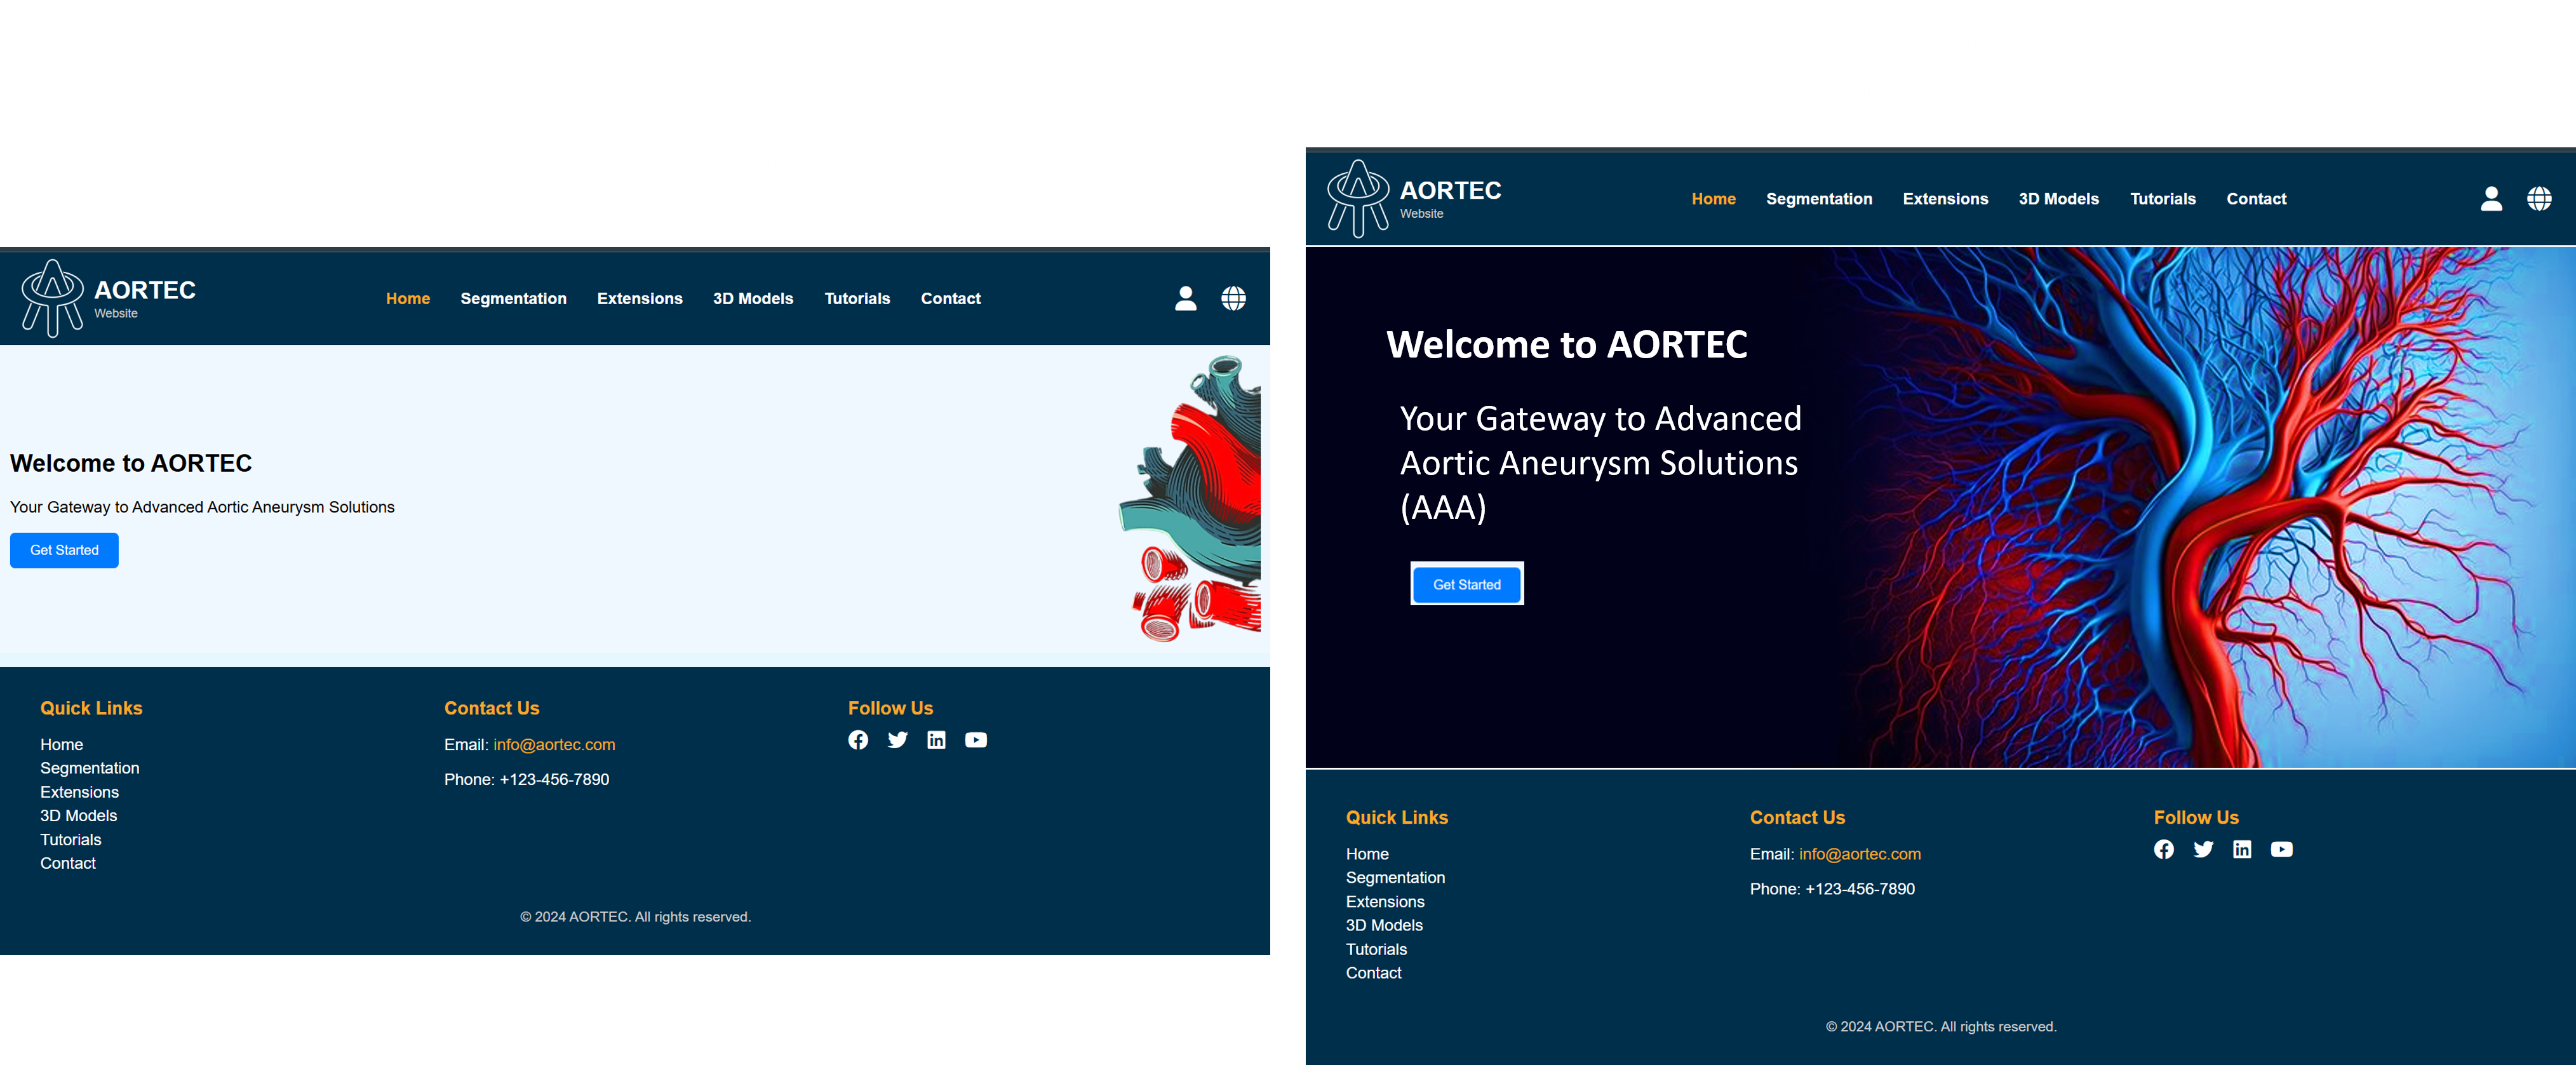 AORTEC
Website
Home Segmentation Extensions 3D Models Tutorials Contact
Welcome to AORTEC
Your Gateway to Advanced Aortic Aneurysm Solutions
Get Started
Quick Links
Home
Segmentation
Extensions
3D Models
Tutorials
Contact
Contact Us
Email: info@aortec.com
Phone: +123-456-7890
Follow Us
© 2024 AORTEC. All rights reserved.
AORTEC
Website
Home Segmentation Extensions 3D Models Tutorials Contact
Welcome to AORTEC
Your Gateway to Advanced
Aortic Aneurysm Solutions
(AAA)
Get Started
Quick Links
Home
Segmentation
Extensions
3D Models
Tutorials
Contact
Contact Us
Email: info@aortec.com
Phone: +123-456-7890
Follow Us
© 2024 AORTEC. All rights reserved.